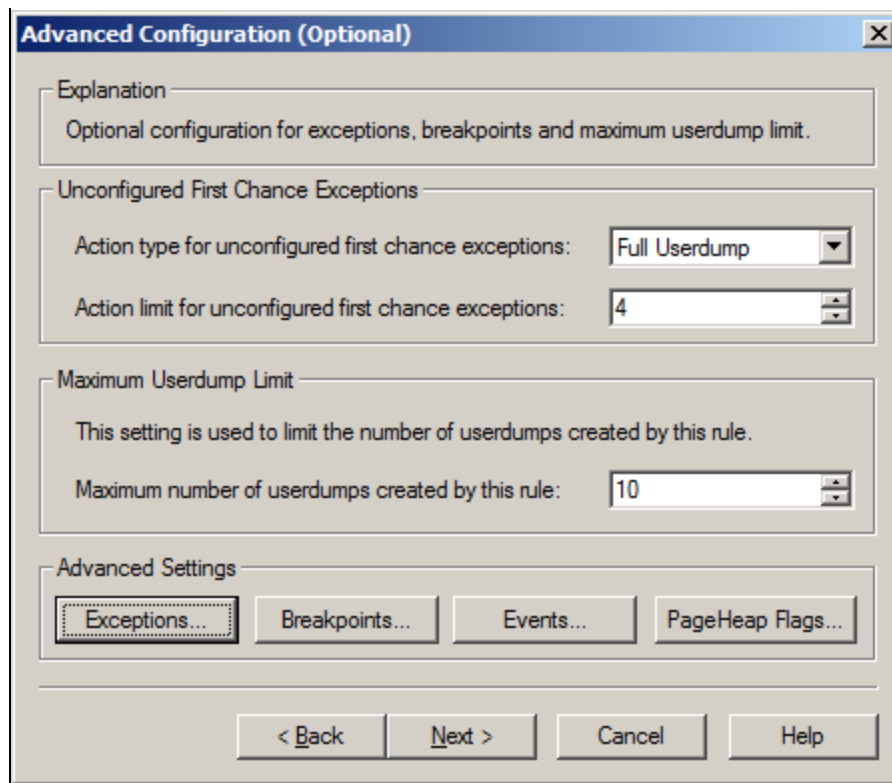 Advanced Configuration (Optional)
Explanation
Optional configuration for exceptions, breakpoints and maximum userdump limit.
Unconfigured First Chance Exceptions
Action type for unconfigured first chance exceptions: Full Userdump
Action limit for unconfigured first chance exceptions: 4
Maximum Userdump Limit
This setting is used to limit the number of userdumps created by this rule.
Maximum number of userdumps created by this rule: 10
Advanced Settings
Exceptions... Breakpoints... Events... PageHeap Flags...
< Back Next > Cancel Help